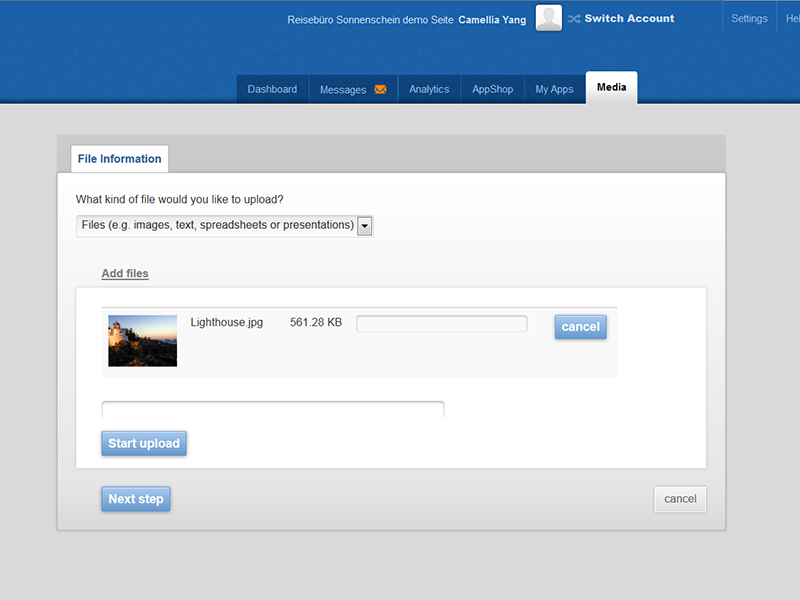 Reisebüro Sonnenschein demo Seite Camellia Yang Switch Account Settings Hel
Dashboard Messages Analytics AppShop My Apps Media
File Information
What kind of file would you like to upload?
Files (e.g. images, text, spreadsheets or presentations)
Add files
Lighthouse.jpg 561.28 KB cancel
Start upload
Next step cancel